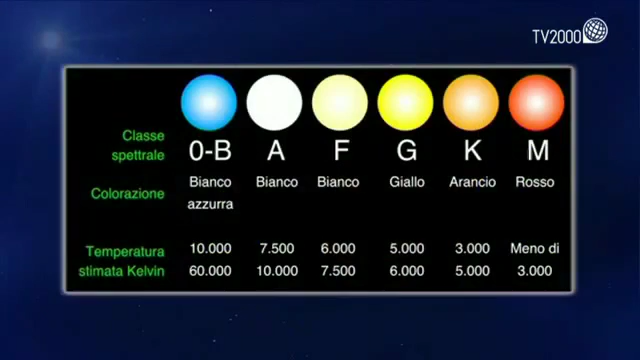 TV2000
Classe
spettrale
0-B A F G K M
Colorazione
Bianco
azzurra
Bianco
Bianco
Giallo
Arancio
Rosso
Temperatura
stimata Kelvin
10.000 7.500 6.000 5.000 3.000 Meno di
60.000 10.000 7.500 6.000 5.000 3.000